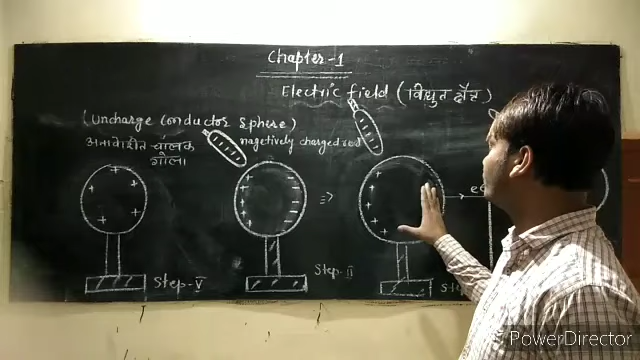 Chapter-1
Electric field (विधुत क्षेत्र)
(Uncharge Conductor Sphere)
अनावेशित चालक गोला
nagetively charged rod
Step-V
Step-II
PowerDirector